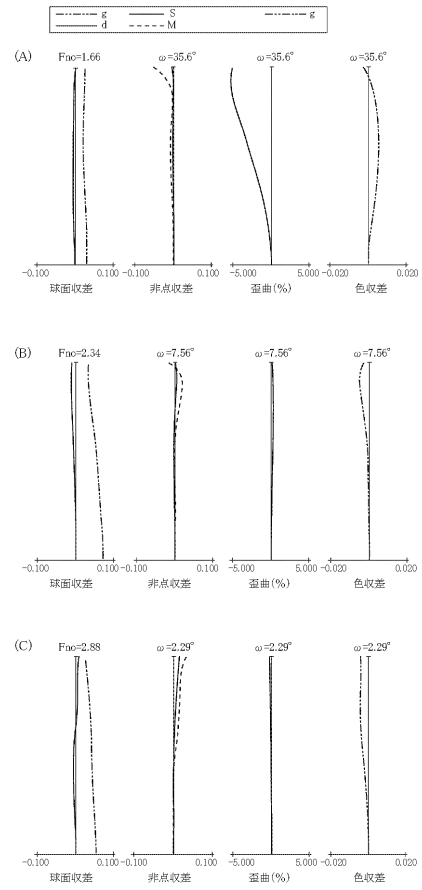 g S g
d M
(A) Fno=1.66 ω=35.6° ω=35.6° ω=35.6°
-0.100 0.100 -0.100 0.100 -5.000 5.000 -0.020 0.020
球面収差 非点収差 歪曲(%) 色収差
(B) Fno=2.34 ω=7.56° ω=7.56° ω=7.56°
-0.100 0.100 -0.100 0.100 -5.000 5.000 -0.020 0.020
球面収差 非点収差 歪曲(%) 色収差
(C) Fno=2.88 ω=2.29° ω=2.29° ω=2.29°
-0.100 0.100 -0.100 0.100 -5.000 5.000 -0.020 0.020
球面収差 非点収差 歪曲(%) 色収差